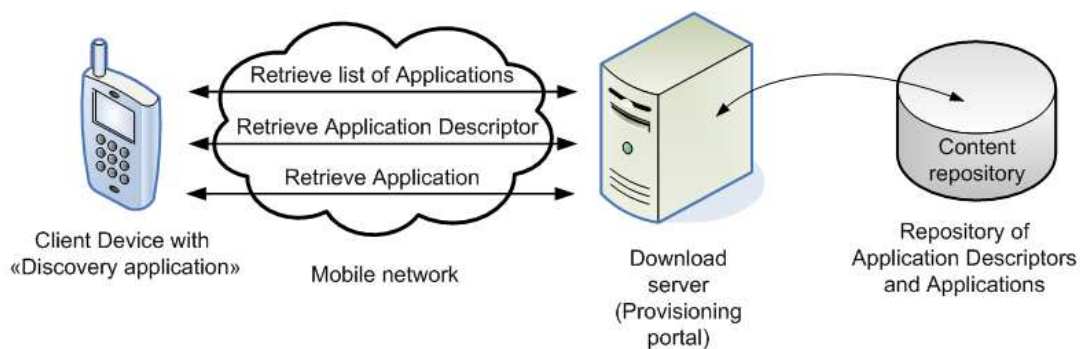 Retrieve list of Applications
Retrieve Application Descriptor
Retrieve Application
Content
repository
Client Device with
«Discovery application»
Mobile network
Download
server
(Provisioning
portal)
Repository of
Application Descriptors
and Applications